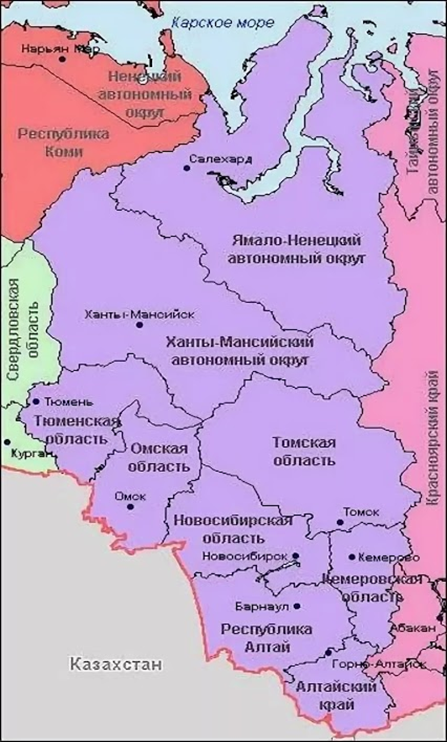 Карское море
Нарьян Мар
Ненецкий
автономный
округ
Республика
Коми
Таймырский
автономный округ
Салехард
Ямало-Ненецкий
автономный округ
Свердловская
область
Ханты-Мансийск
Ханты-Мансийский
автономный округ
Тюмень
Тюменская
область
Курган
Омская
область
Томская
область
Красноярский край
Омск
Томск
Новосибирская
область
Новосибирск
Кемерово
Кемеровская
область
Барнаул
Республика
Алтай
Абакан
Горно-Алтайск
Казахстан
Алтайский
край